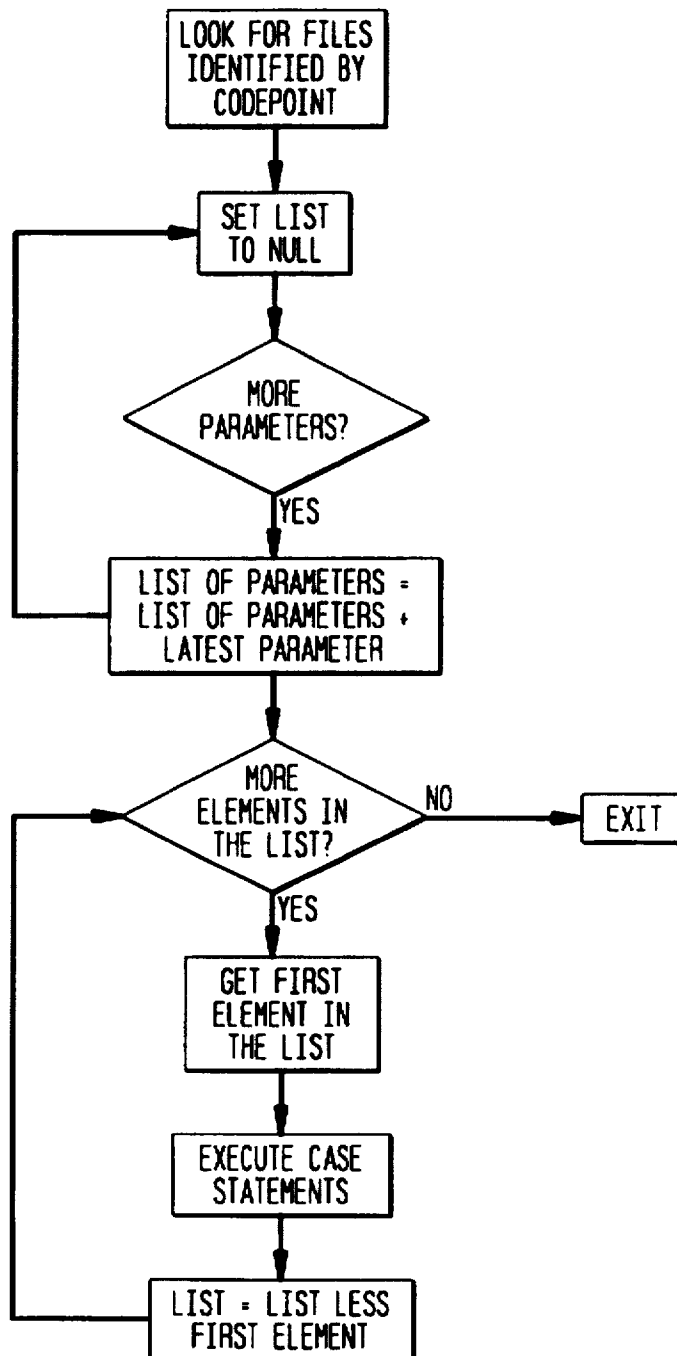 LOOK FOR FILES
IDENTIFIED BY
CODEPOINT
SET LIST
TO NULL
MORE
PARAMETERS?
YES
LIST OF PARAMETERS =
LIST OF PARAMETERS +
LATEST PARAMETER
MORE
ELEMENTS IN
THE LIST?
NO
EXIT
YES
GET FIRST
ELEMENT IN
THE LIST
EXECUTE CASE
STATEMENTS
LIST = LIST LESS
FIRST ELEMENT